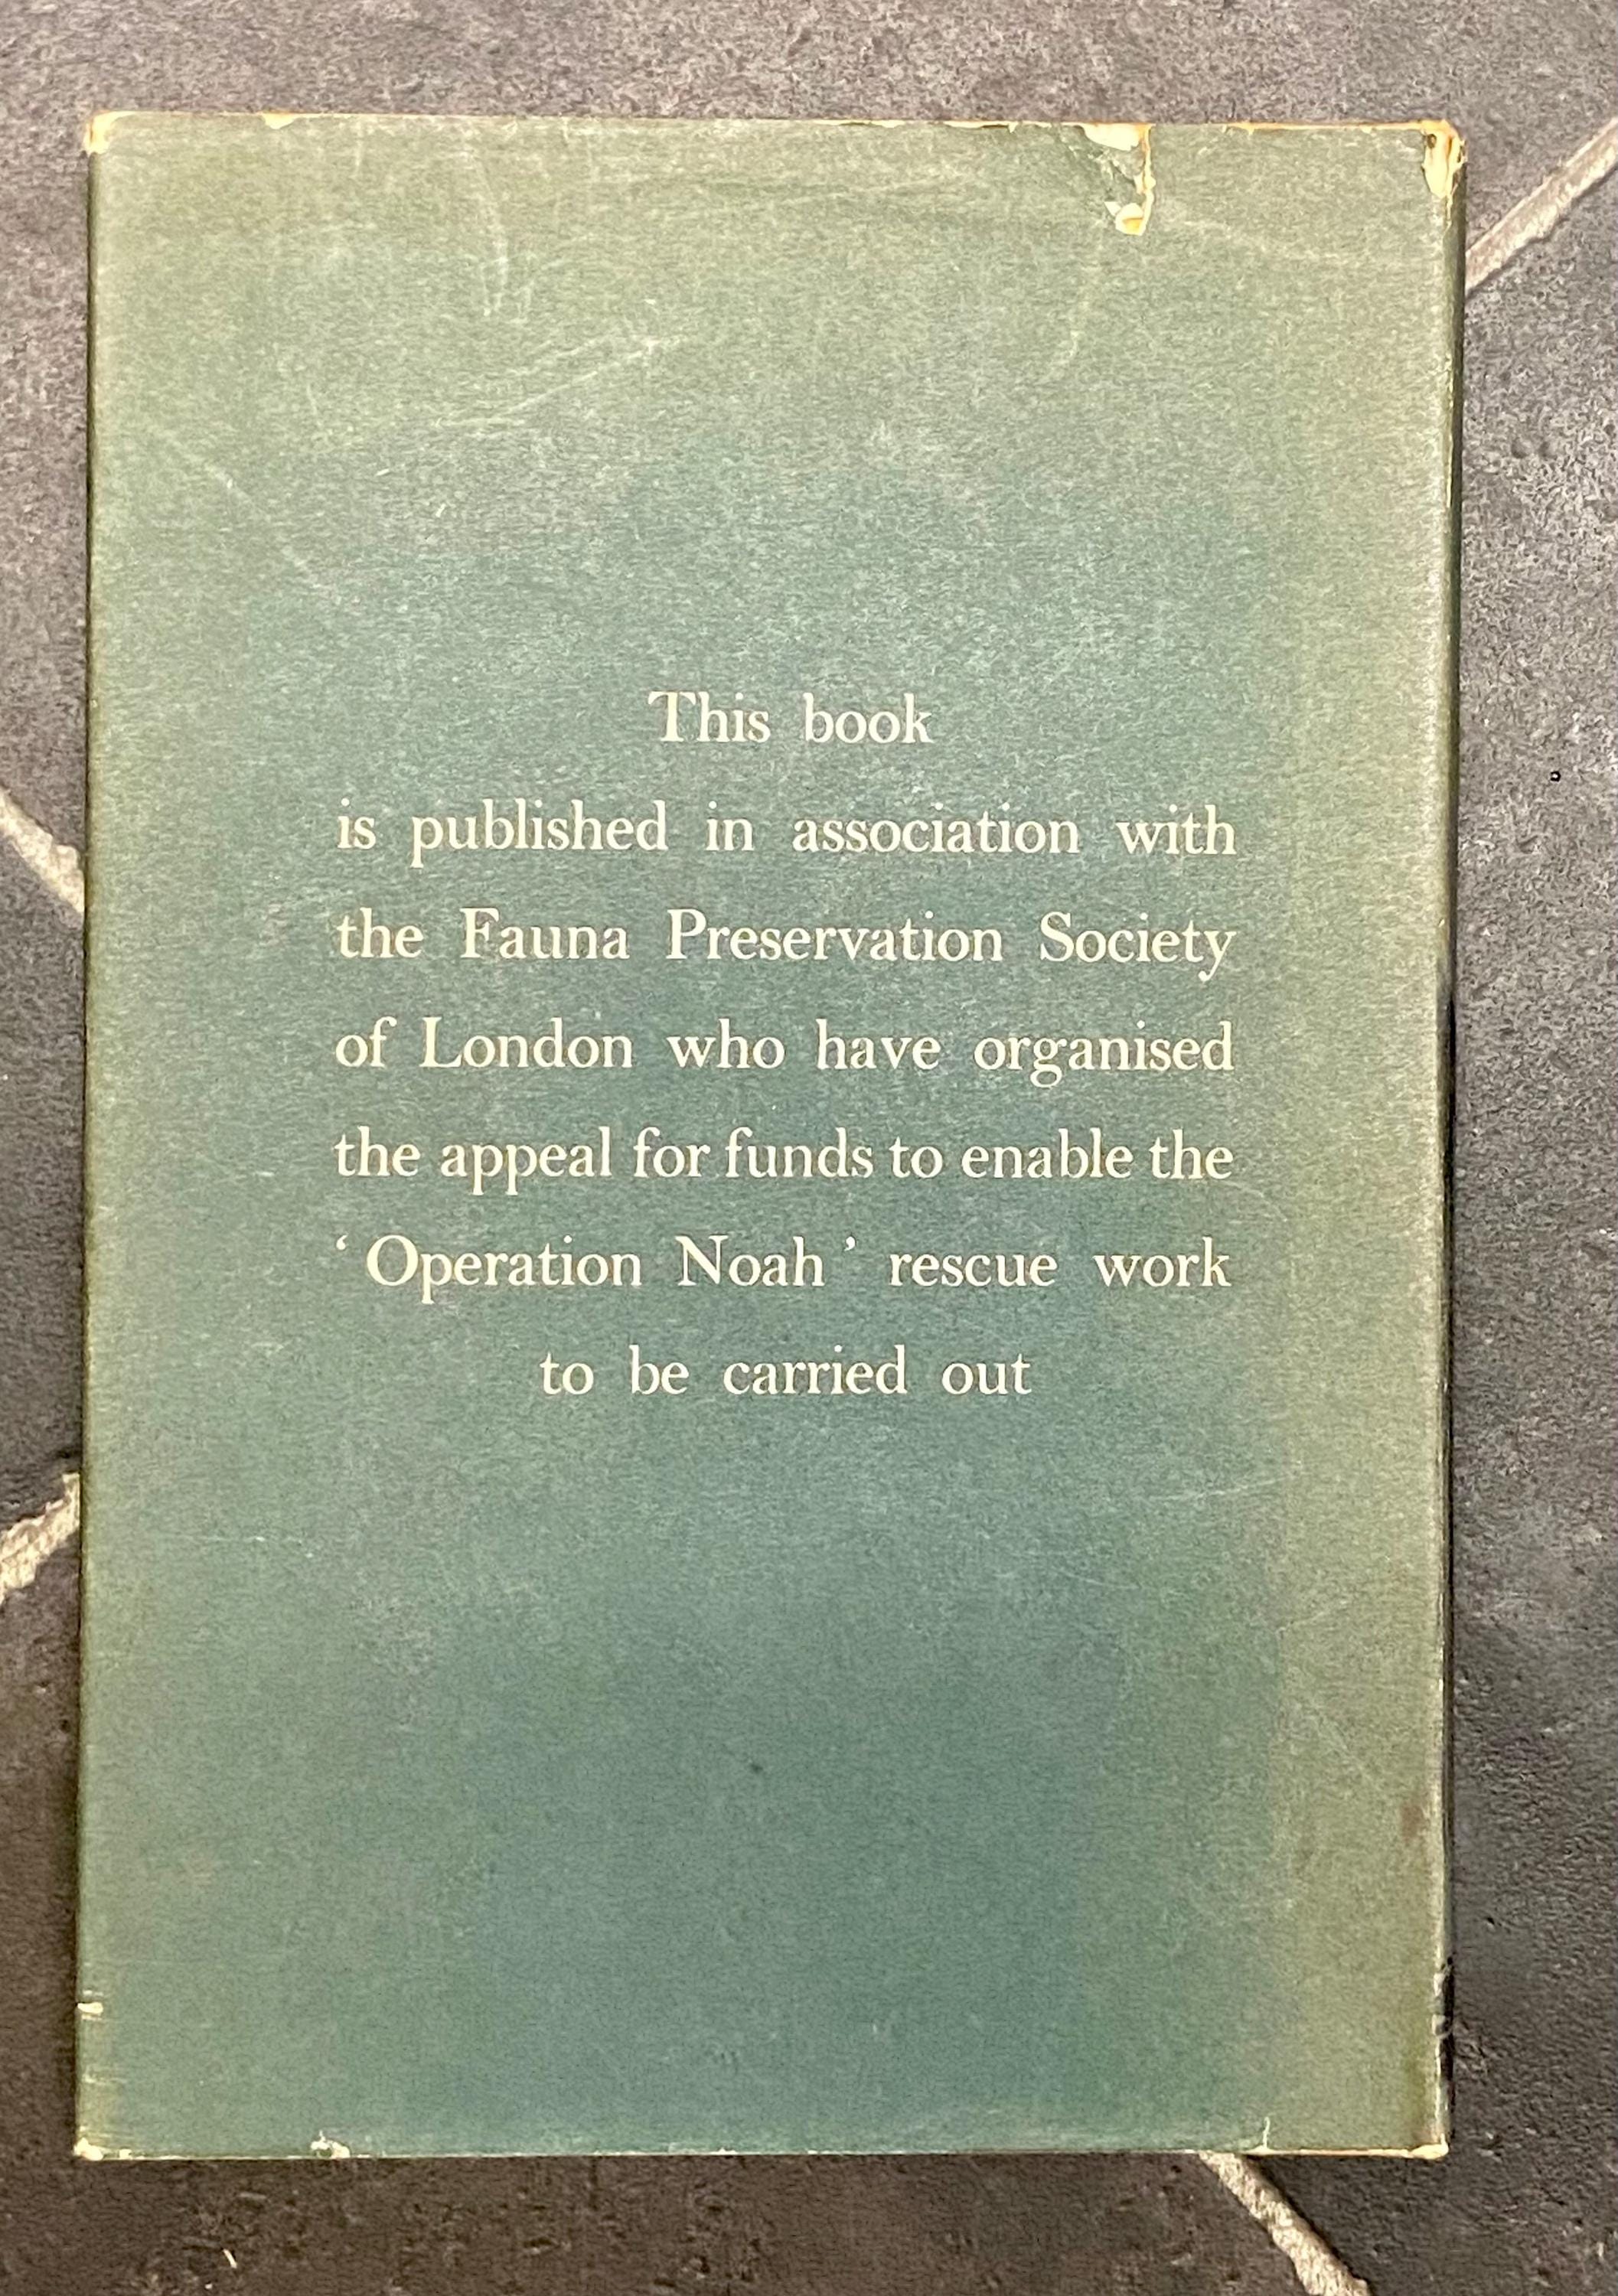 This book
is published in association with
the Fauna Preservation Society
of London who have organised
the appeal for funds to enable the
‘Operation Noah’ rescue work
to be carried out